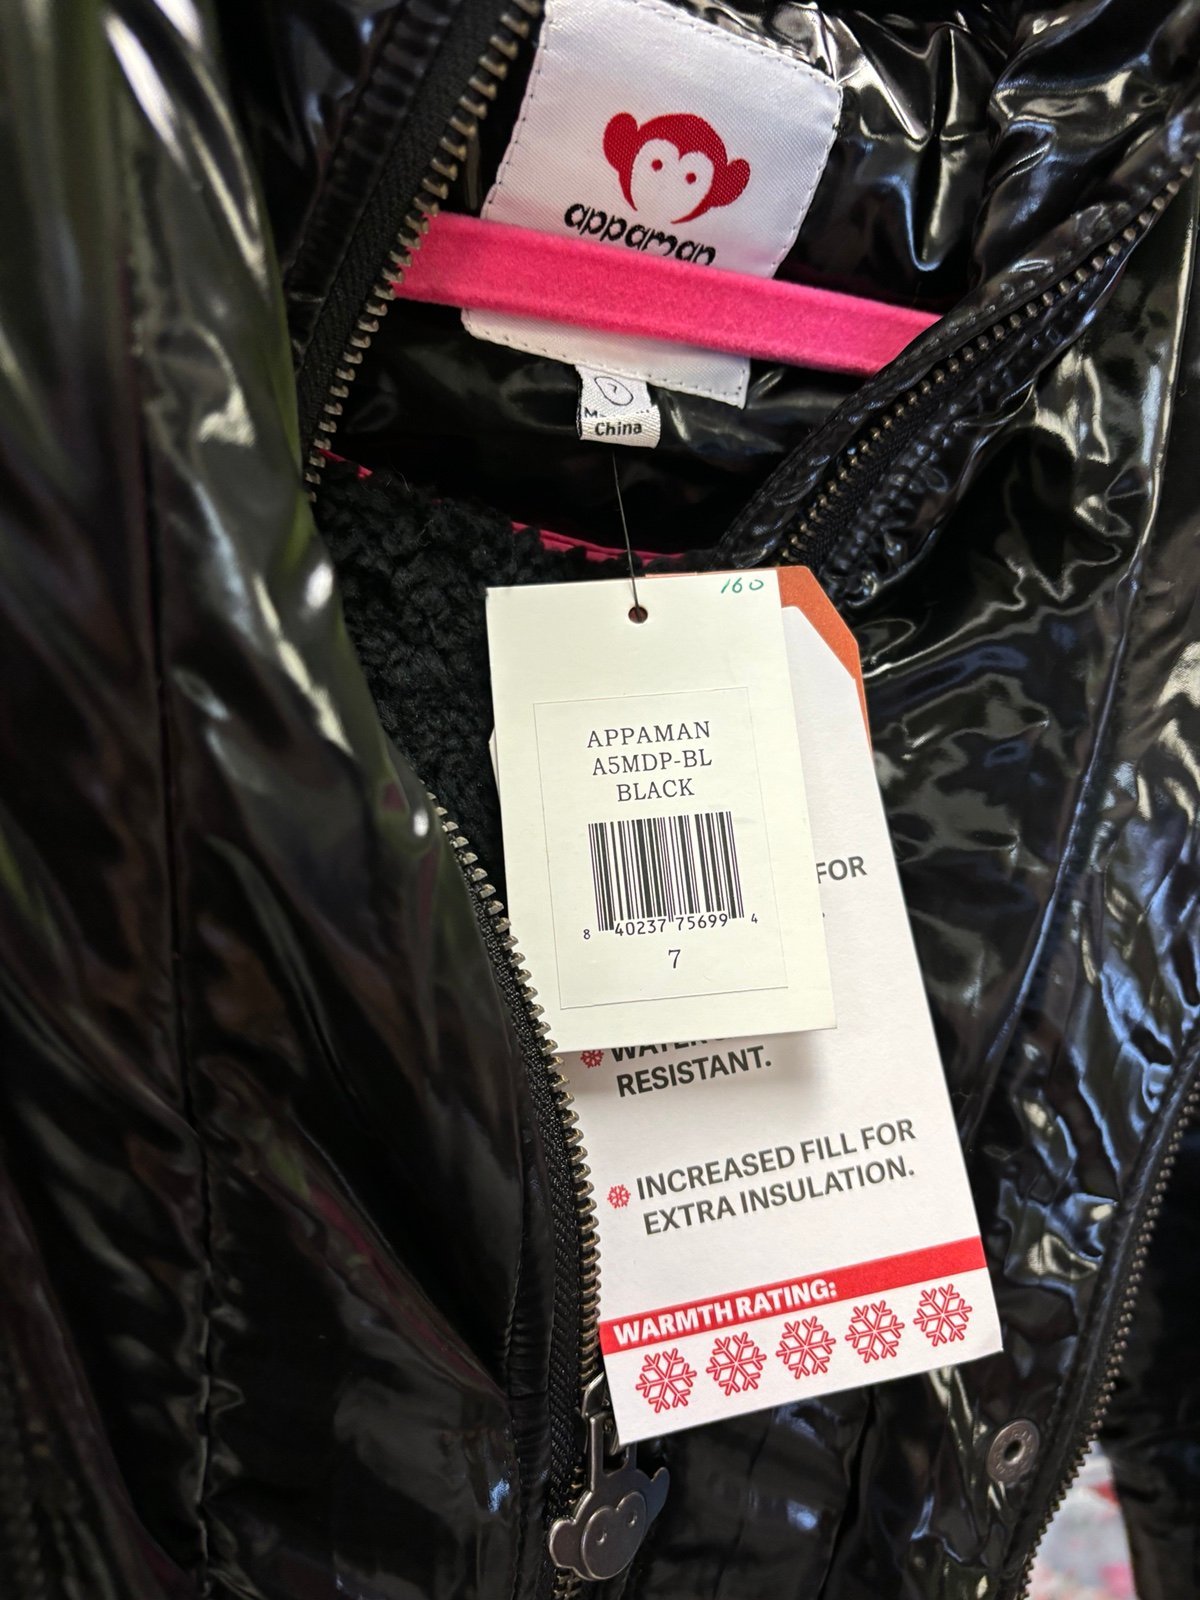 appaman
7
China
160
APPAMAN
A5MDP-BL
BLACK
8 40237 75699 4
7
FOR
RESISTANT.
INCREASED FILL FOR
EXTRA INSULATION.
WARMTH RATING: